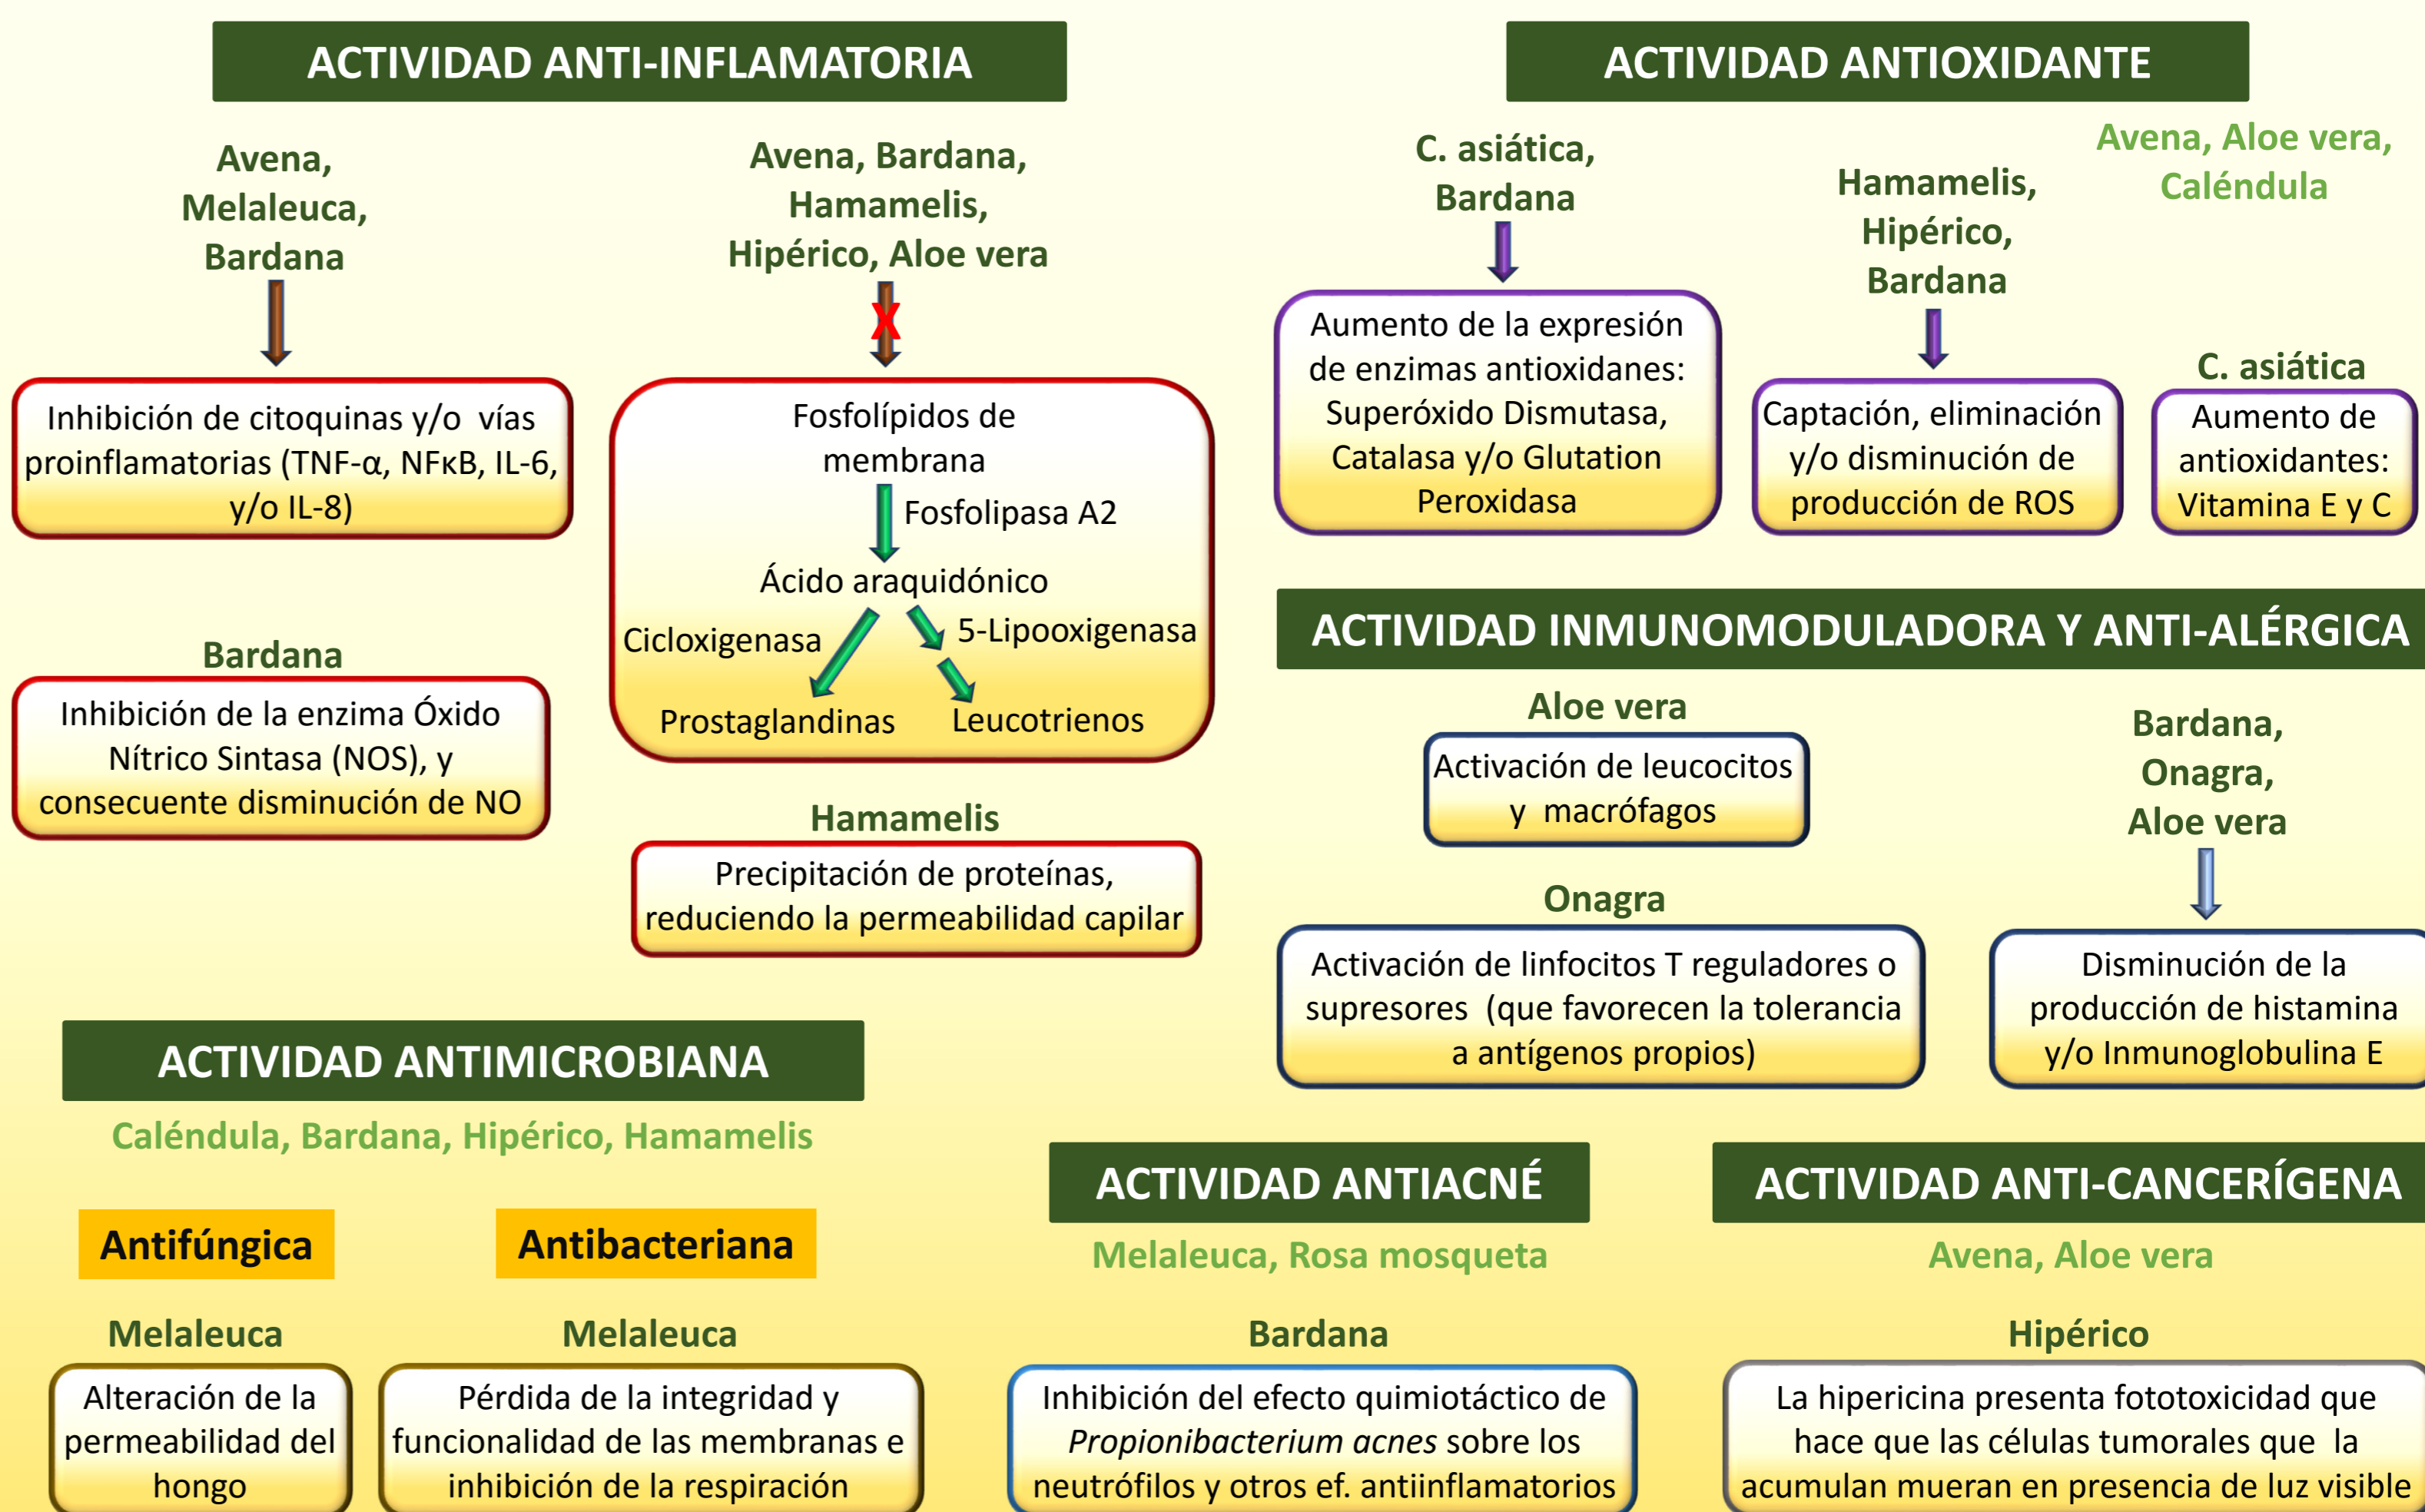 ACTIVIDAD ANTI-INFLAMATORIA
Avena,
Melaleuca,
Bardana
Inhibición de citoquinas y/o  vías
proinflamatorias (TNF-α, NFκB, IL-6,
y/o IL-8)
Avena, Bardana,
Hamamelis,
Hipérico, Aloe vera
X
Fosfolípidos de
membrana
Fosfolipasa A2
Ácido araquidónico
Cicloxigenasa
5-Lipooxigenasa
Prostaglandinas
Leucotrienos
Bardana
Inhibición de la enzima Óxido
Nítrico Sintasa (NOS), y
consecuente disminución de NO
Hamamelis
Precipitación de proteínas,
reduciendo la permeabilidad capilar
ACTIVIDAD ANTIOXIDANTE
C. asiática,
Bardana
Aumento de la expresión
de enzimas antioxidanes:
Superóxido Dismutasa,
Catalasa y/o Glutation
Peroxidasa
Hamamelis,
Hipérico,
Bardana
Captación, eliminación
y/o disminución de
producción de ROS
Avena, Aloe vera,
Caléndula
C. asiática
Aumento de
antioxidantes:
Vitamina E y C
ACTIVIDAD INMUNOMODULADORA Y ANTI-ALÉRGICA
Aloe vera
Activación de leucocitos
y  macrófagos
Onagra
Activación de linfocitos T reguladores o
supresores  (que favorecen la tolerancia
a antígenos propios)
Bardana,
Onagra,
Aloe vera
Disminución de la
producción de histamina
y/o Inmunoglobulina E
ACTIVIDAD ANTIMICROBIANA
Caléndula, Bardana, Hipérico, Hamamelis
Antifúngica
Melaleuca
Alteración de la
permeabilidad del
hongo
Antibacteriana
Melaleuca
Pérdida de la integridad y
funcionalidad de las membranas e
inhibición de la respiración
ACTIVIDAD ANTIACNÉ
Melaleuca, Rosa mosqueta
Bardana
Inhibición del efecto quimiotáctico de
Propionibacterium acnes sobre los
neutrófilos y otros ef. antiinflamatorios
ACTIVIDAD ANTI-CANCERÍGENA
Avena, Aloe vera
Hipérico
La hipericina presenta fototoxicidad que
hace que las células tumorales que  la
acumulan mueran en presencia de luz visible